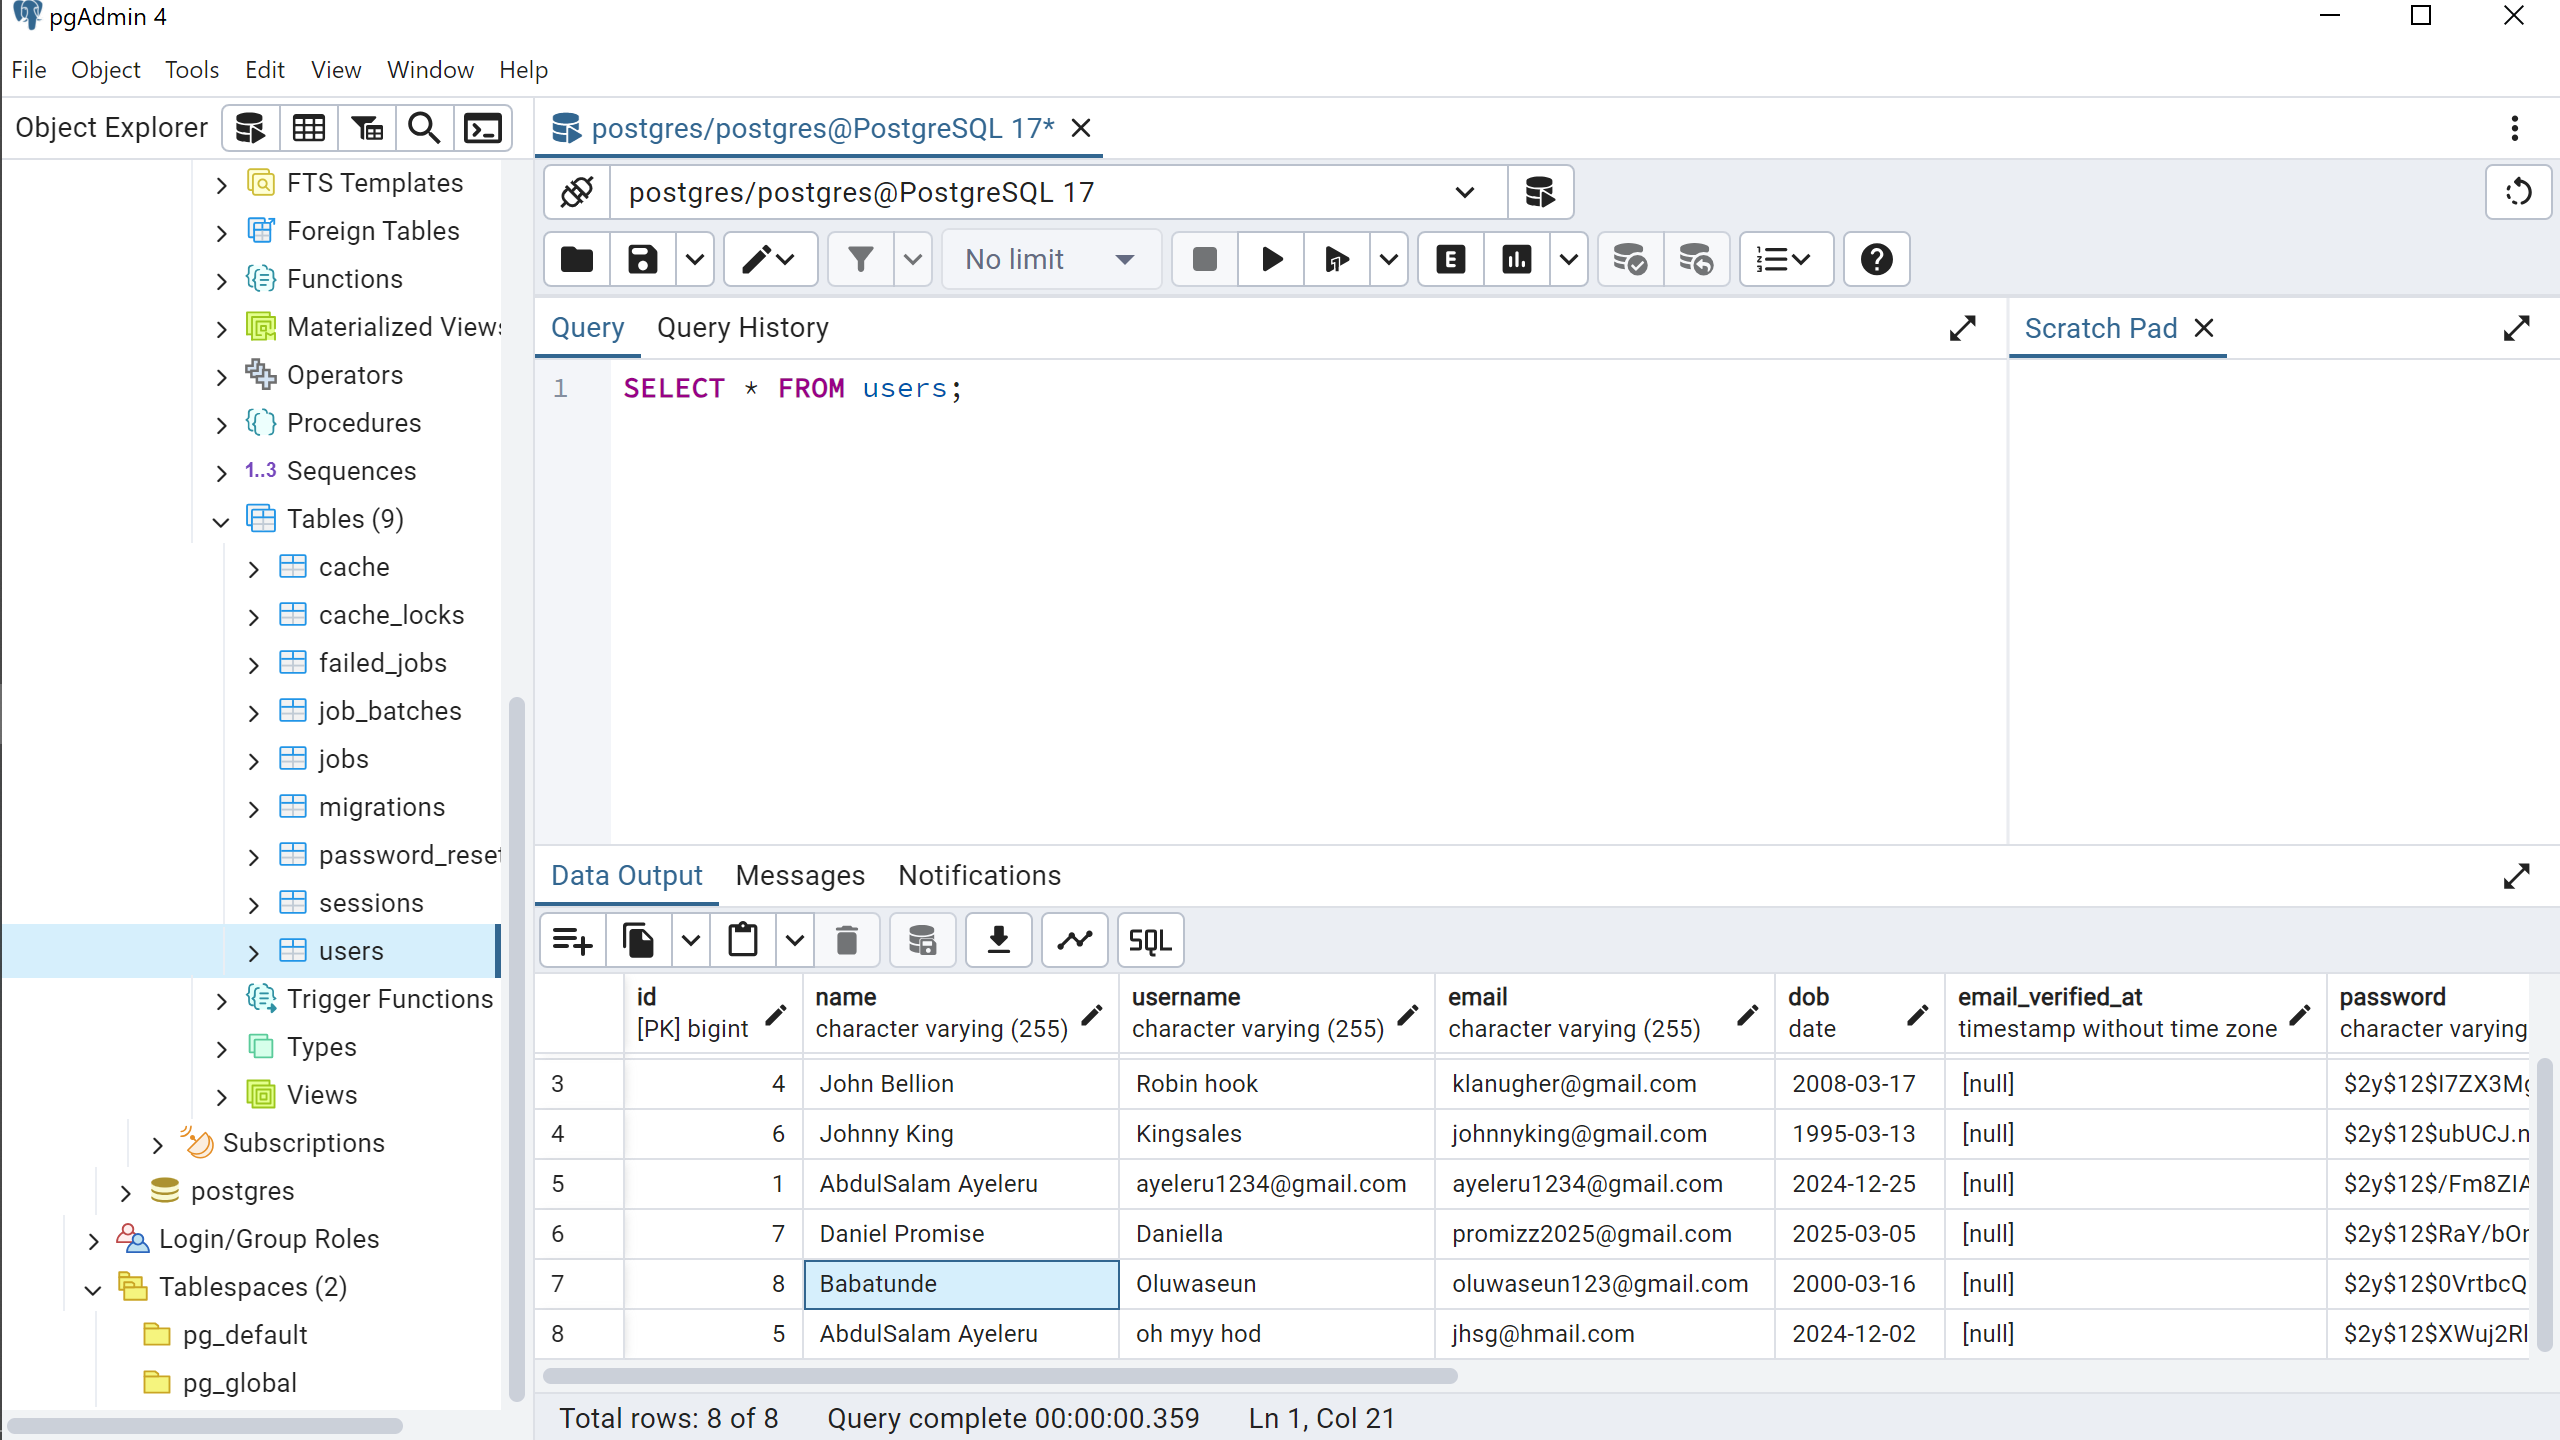 pgAdmin 4
File Object Tools Edit View Window Help
Object Explorer
FTS Templates
Foreign Tables
Functions
Materialized Views
Operators
Procedures
1..3 Sequences
Tables (9)
cache
cache_locks
failed_jobs
job_batches
jobs
migrations
password_reset
sessions
users
Trigger Functions
Types
Views
Subscriptions
postgres
Login/Group Roles
Tablespaces (2)
pg_default
pg_global
postgres/postgres@PostgreSQL 17*
postgres/postgres@PostgreSQL 17
No limit
E
Query Query History
Scratch Pad
1 SELECT * FROM users;
Data Output Messages Notifications
SQL
id name username email dob email_verified_at password
[PK] bigint character varying (255) character varying (255) character varying (255) date timestamp without time zone character varying
3 4 John Bellion Robin hook klanugher@gmail.com 2008-03-17 [null] $2y$12$I7ZX3Mg
4 6 Johnny King Kingsales johnnyking@gmail.com 1995-03-13 [null] $2y$12$ubUCJ.n
5 1 AbdulSalam Ayeleru ayeleru1234@gmail.com ayeleru1234@gmail.com 2024-12-25 [null] $2y$12$/Fm8ZIA
6 7 Daniel Promise Daniella promizz2025@gmail.com 2025-03-05 [null] $2y$12$RaY/bOr
7 8 Babatunde Oluwaseun oluwaseun123@gmail.com 2000-03-16 [null] $2y$12$0VrtbcQ
8 5 AbdulSalam Ayeleru oh myy hod jhsg@hmail.com 2024-12-02 [null] $2y$12$XWuj2Rl
Total rows: 8 of 8 Query complete 00:00:00.359 Ln 1, Col 21